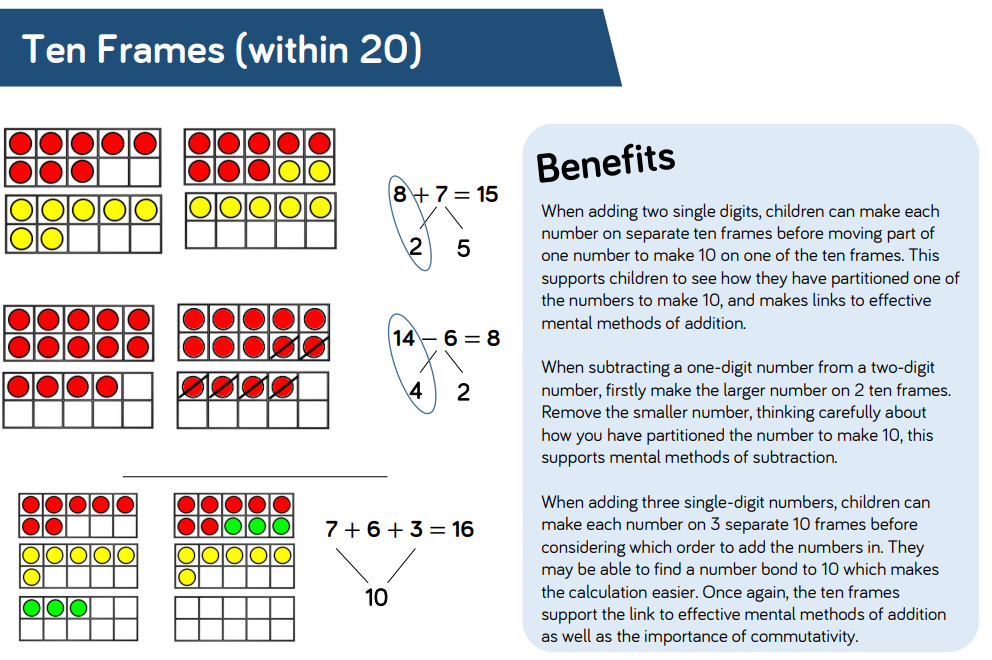 Ten Frames (within 20)
8 + 7 = 15
2 5
14 – 6 = 8
4 2
7 + 6 + 3 = 16
10
Benefits
When adding two single digits, children can make each
number on separate ten frames before moving part of
one number to make 10 on one of the ten frames. This
supports children to see how they have partitioned one of
the numbers to make 10, and makes links to effective
mental methods of addition.
When subtracting a one-digit number from a two-digit
number, firstly make the larger number on 2 ten frames.
Remove the smaller number, thinking carefully about
how you have partitioned the number to make 10, this
supports mental methods of subtraction.
When adding three single-digit numbers, children can
make each number on 3 separate 10 frames before
considering which order to add the numbers in. They
may be able to find a number bond to 10 which makes
the calculation easier. Once again, the ten frames
support the link to effective mental methods of addition
as well as the importance of commutativity.